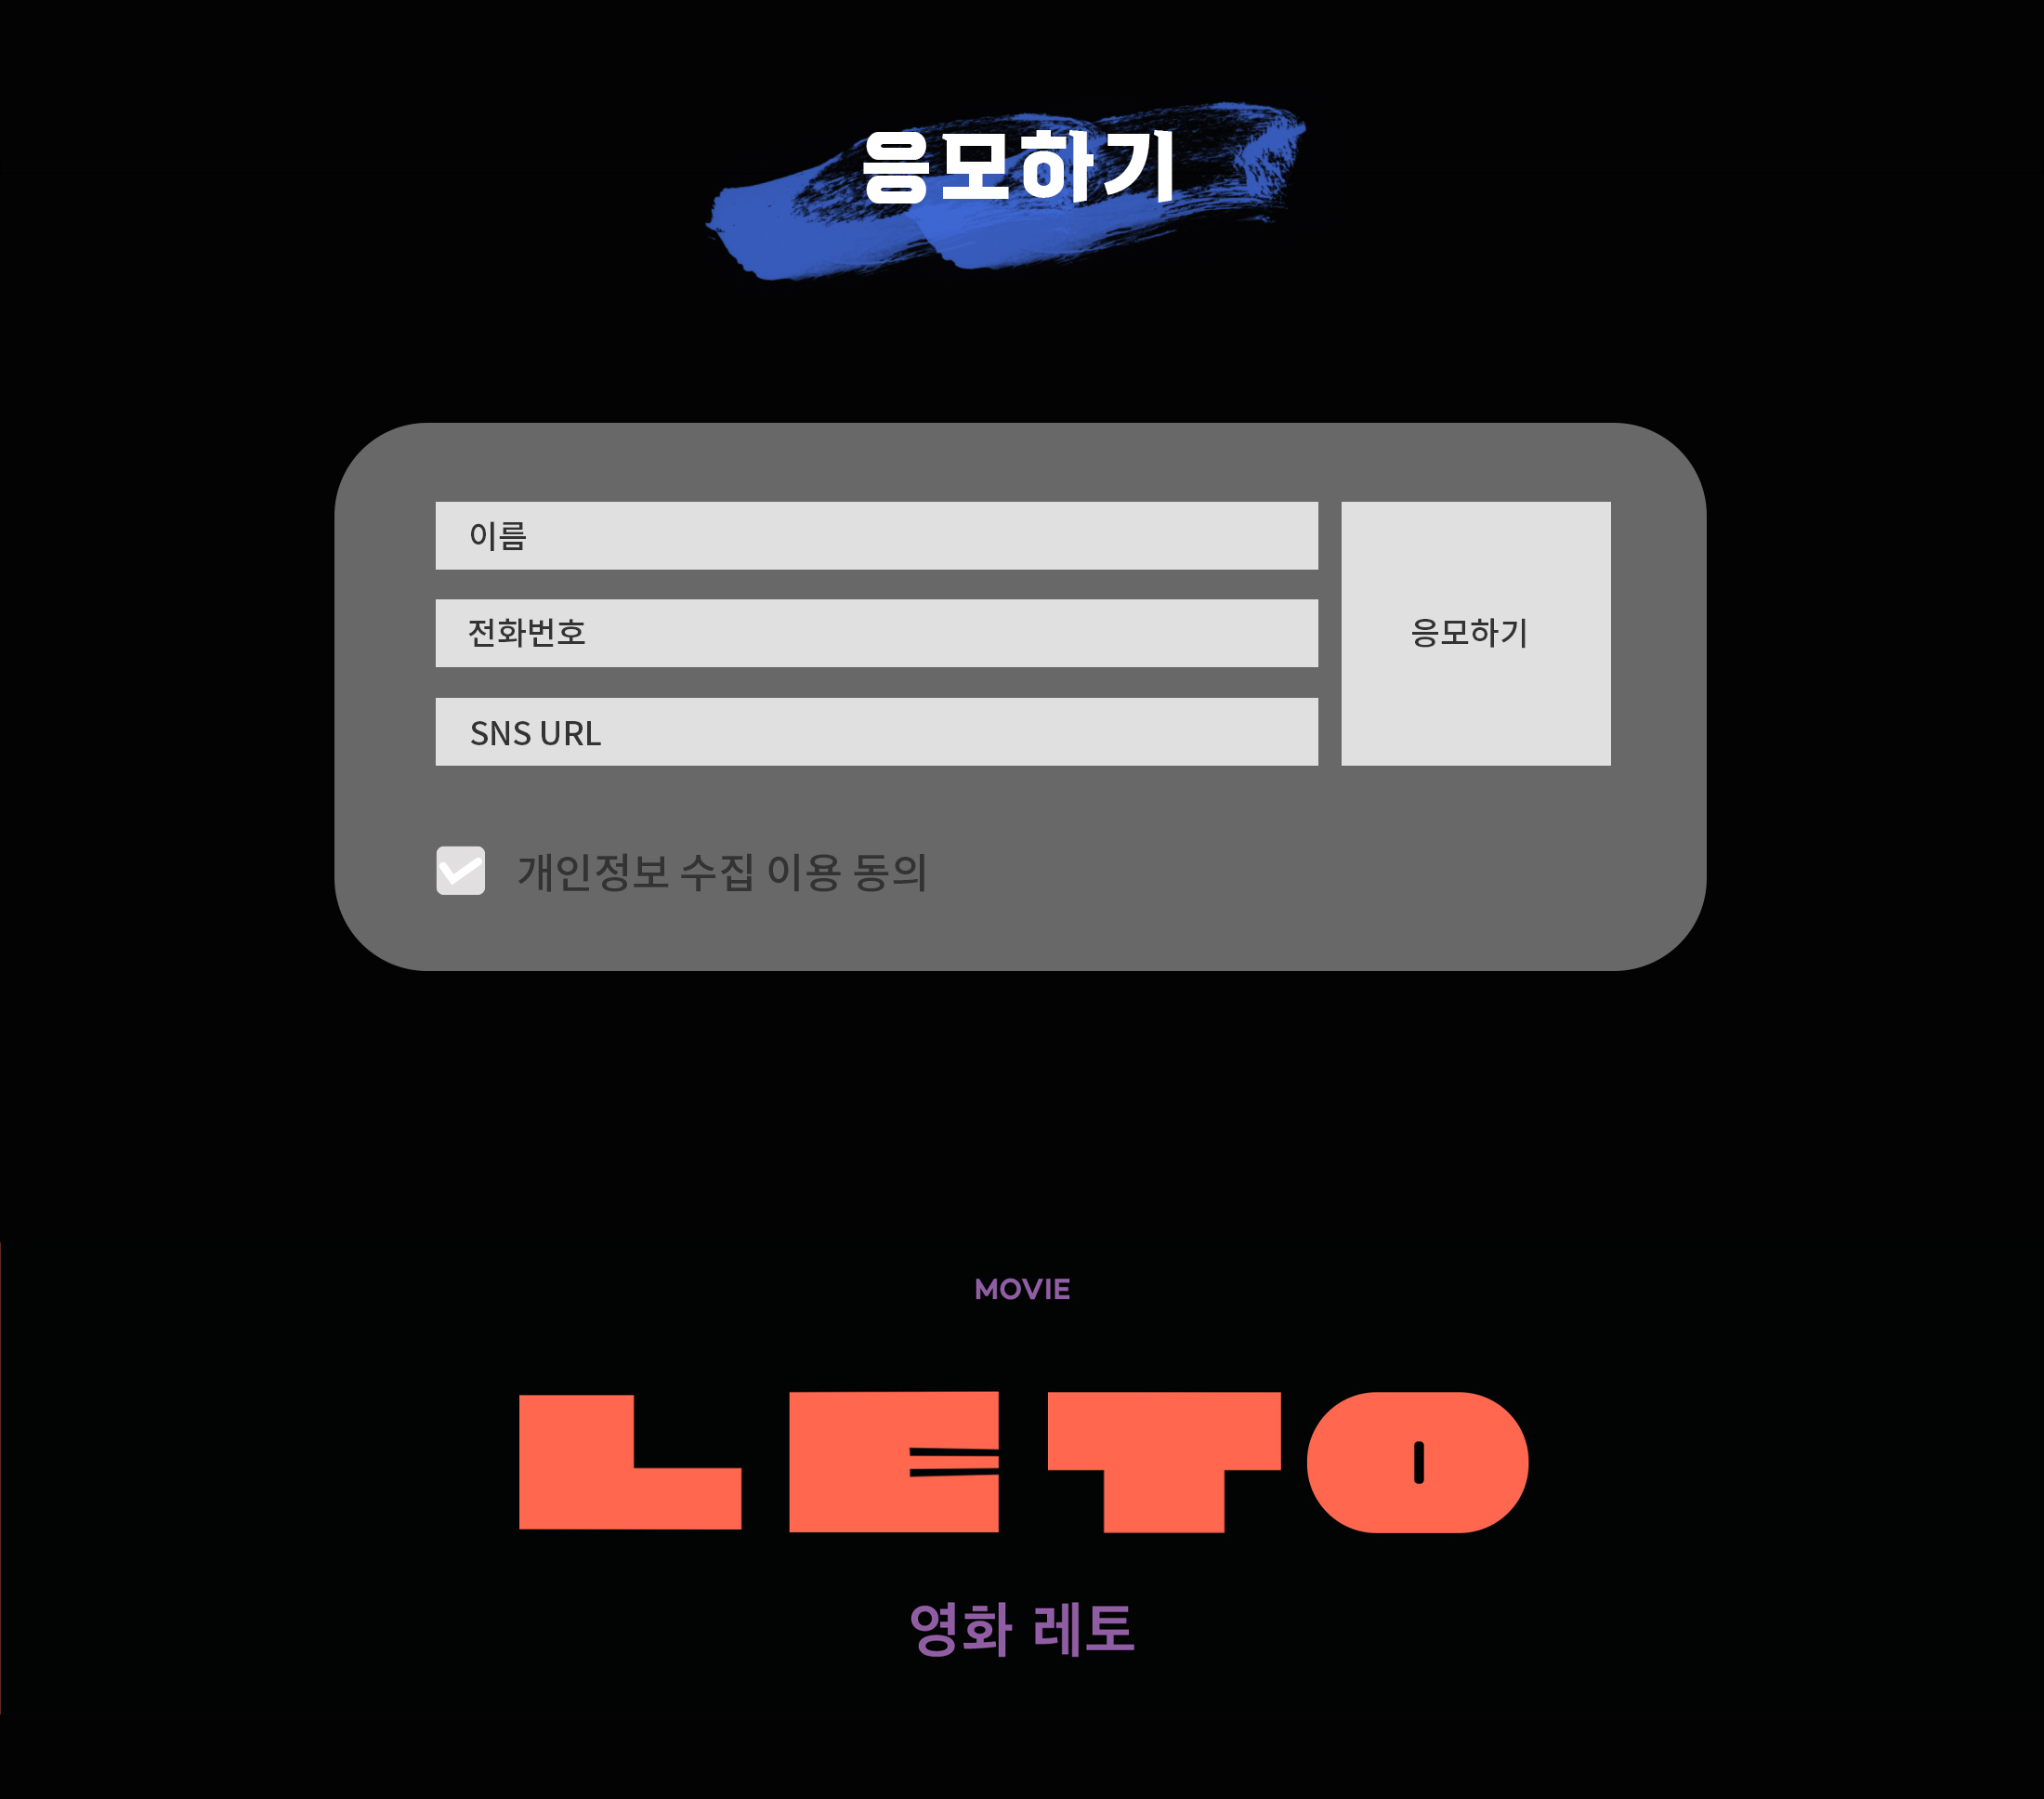 응모하기
이름
전화번호
응모하기
SNS URL
개인정보 수집 이용 동의
MOVIE
LETO
영화 레토